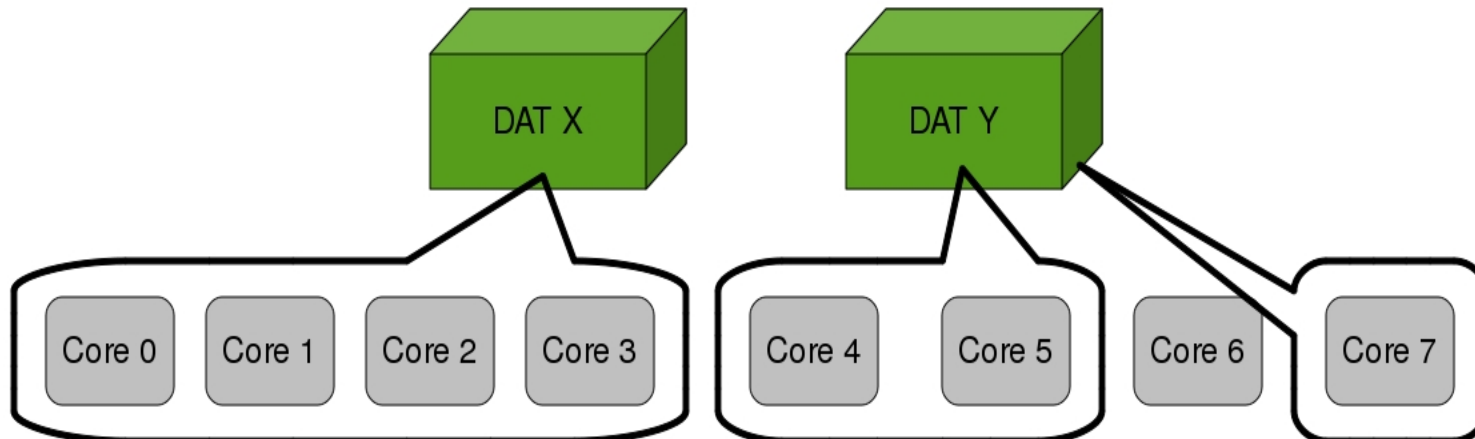 DAT X
DAT Y
Core 0
Core 1
Core 2
Core 3
Core 4
Core 5
Core 6
Core 7